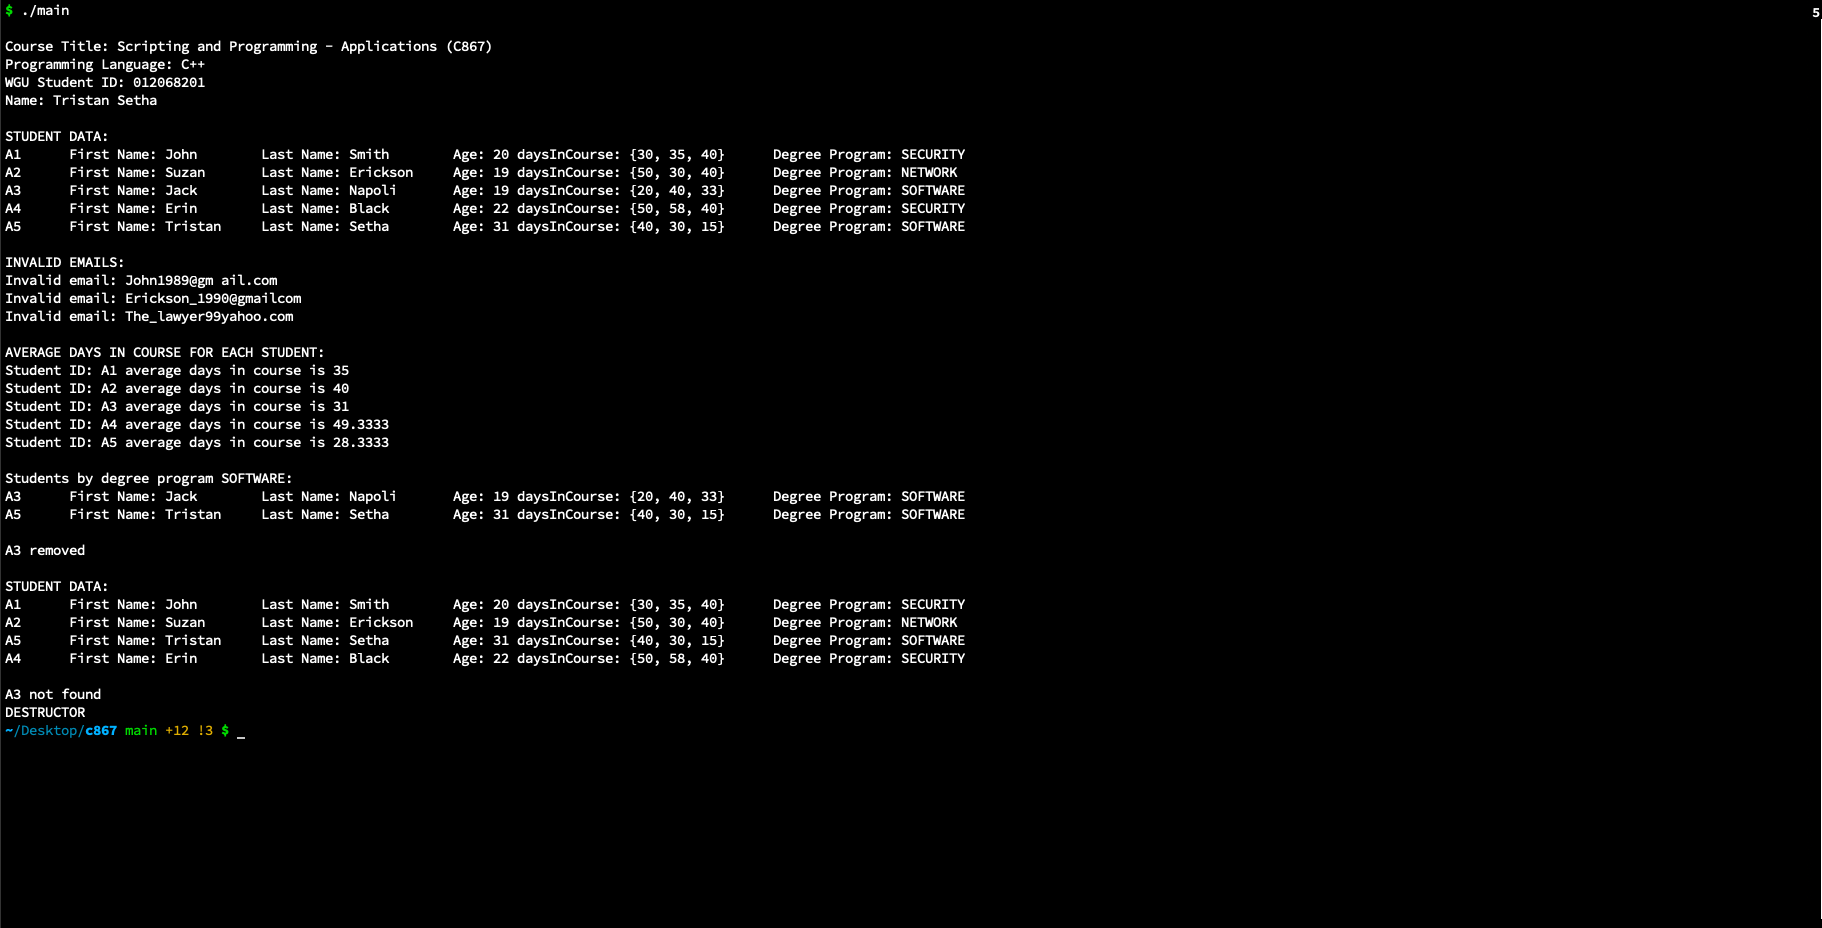 $ ./main
5
Course Title: Scripting and Programming - Applications (C867)
Programming Language: C++
WGU Student ID: 012068201
Name: Tristan Setha
STUDENT DATA:
A1 First Name: John Last Name: Smith Age: 20 daysInCourse: {30, 35, 40} Degree Program: SECURITY
A2 First Name: Suzan Last Name: Erickson Age: 19 daysInCourse: {50, 30, 40} Degree Program: NETWORK
A3 First Name: Jack Last Name: Napoli Age: 19 daysInCourse: {20, 40, 33} Degree Program: SOFTWARE
A4 First Name: Erin Last Name: Black Age: 22 daysInCourse: {50, 58, 40} Degree Program: SECURITY
A5 First Name: Tristan Last Name: Setha Age: 31 daysInCourse: {40, 30, 15} Degree Program: SOFTWARE
INVALID EMAILS:
Invalid email: John1989@gm ail.com
Invalid email: Erickson_1990@gmailcom
Invalid email: The_lawyer99yahoo.com
AVERAGE DAYS IN COURSE FOR EACH STUDENT:
Student ID: A1 average days in course is 35
Student ID: A2 average days in course is 40
Student ID: A3 average days in course is 31
Student ID: A4 average days in course is 49.3333
Student ID: A5 average days in course is 28.3333
Students by degree program SOFTWARE:
A3 First Name: Jack Last Name: Napoli Age: 19 daysInCourse: {20, 40, 33} Degree Program: SOFTWARE
A5 First Name: Tristan Last Name: Setha Age: 31 daysInCourse: {40, 30, 15} Degree Program: SOFTWARE
A3 removed
STUDENT DATA:
A1 First Name: John Last Name: Smith Age: 20 daysInCourse: {30, 35, 40} Degree Program: SECURITY
A2 First Name: Suzan Last Name: Erickson Age: 19 daysInCourse: {50, 30, 40} Degree Program: NETWORK
A5 First Name: Tristan Last Name: Setha Age: 31 daysInCourse: {40, 30, 15} Degree Program: SOFTWARE
A4 First Name: Erin Last Name: Black Age: 22 daysInCourse: {50, 58, 40} Degree Program: SECURITY
A3 not found
DESTRUCTOR
~/Desktop/c867 main +12 !3 $ _